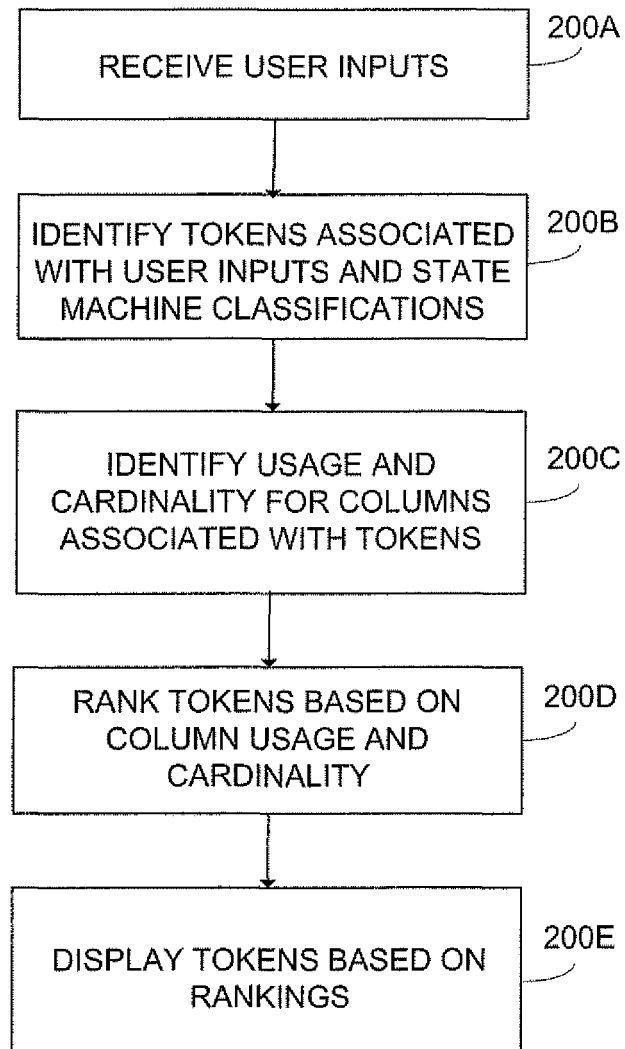 200A
RECEIVE USER INPUTS
200B
IDENTIFY TOKENS ASSOCIATED
WITH USER INPUTS AND STATE
MACHINE CLASSIFICATIONS
200C
IDENTIFY USAGE AND
CARDINALITY FOR COLUMNS
ASSOCIATED WITH TOKENS
200D
RANK TOKENS BASED ON
COLUMN USAGE AND
CARDINALITY
200E
DISPLAY TOKENS BASED ON
RANKINGS